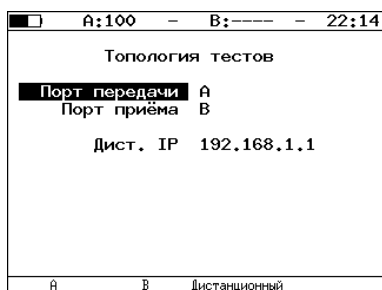 A:100 – B:---- – 22:14
Топология тестов
Порт передачи A
Порт приёма B
Дист. IP 192.168.1.1
A B Дистанционный